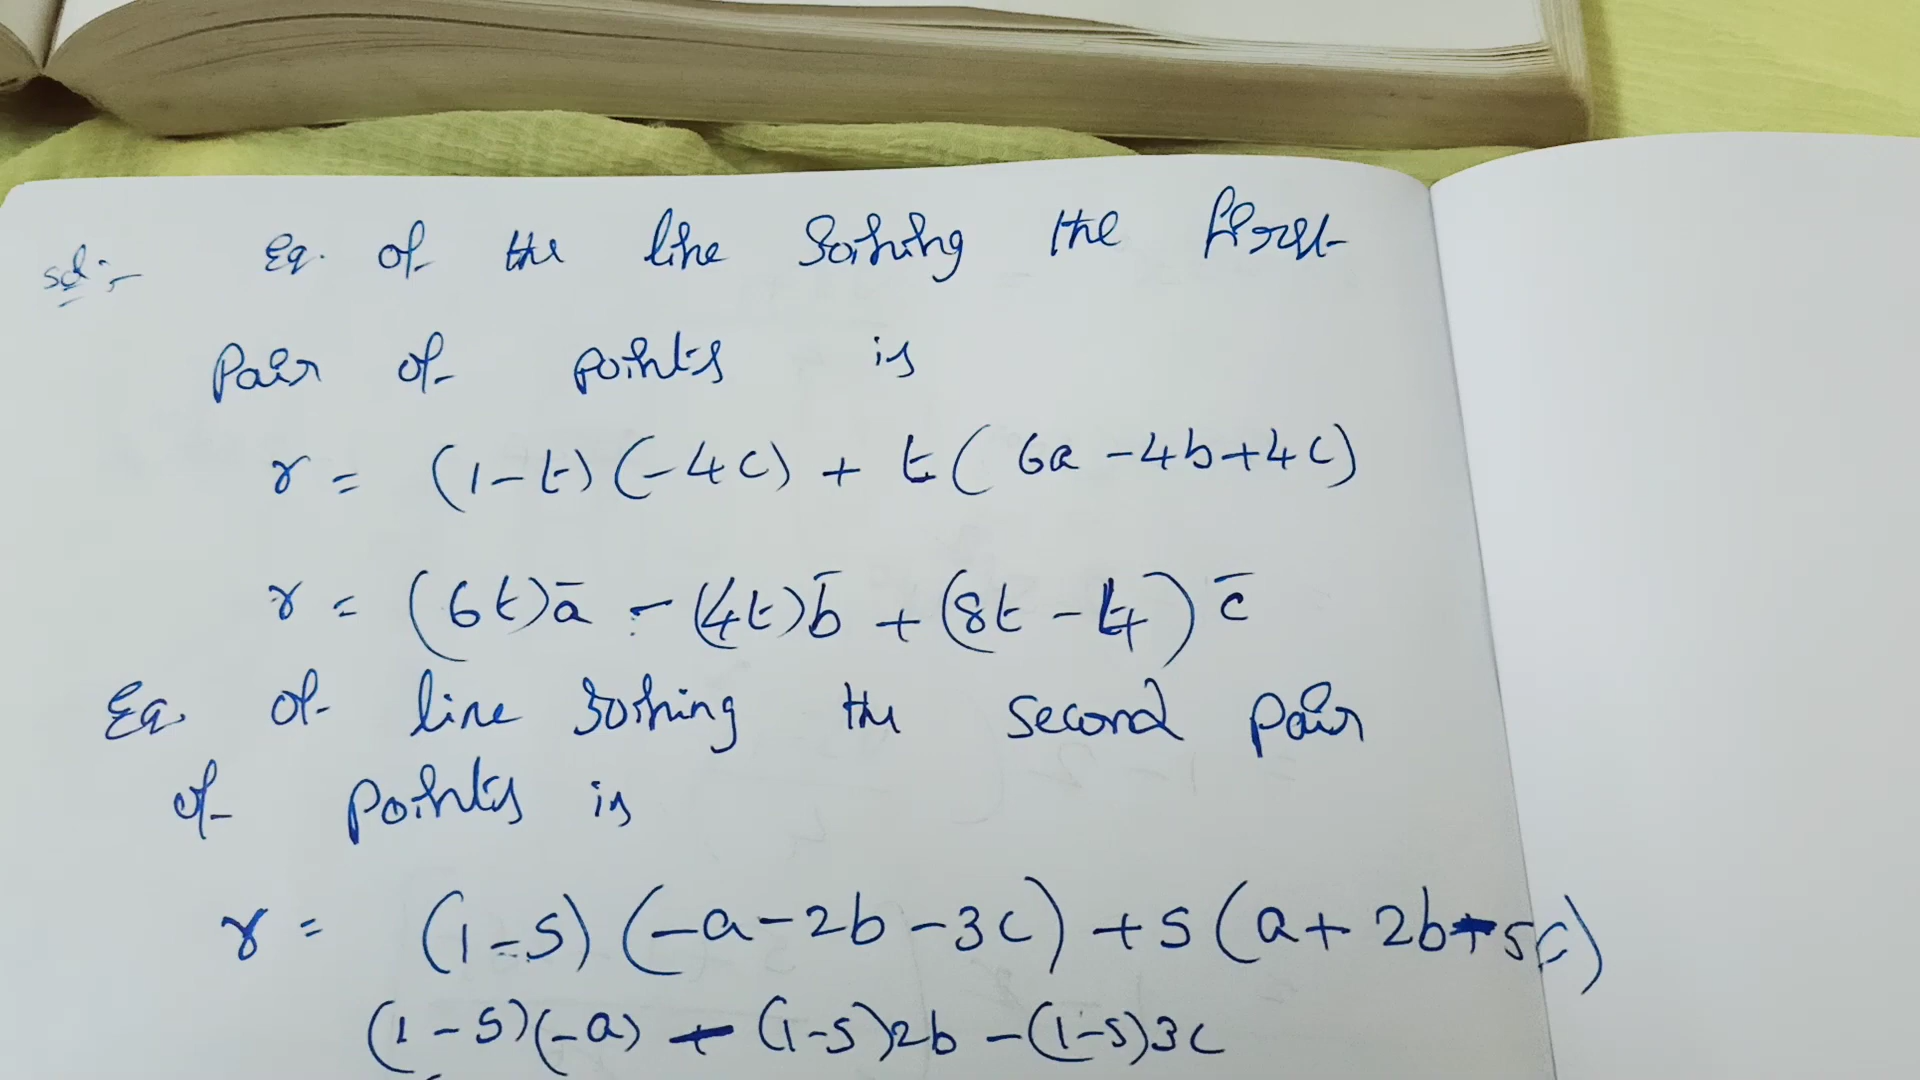 Sol:-
Eq. of the line Joining the first
Pair of points is
r = (1-t)(-4c) + t(6a -4b+4c)
r = (6t)a̅ - (4t)b̅ + (8t - 4)c̅
Eq. of line Joining the second pair
of points is
r = (1-s)(-a-2b-3c) + s(a+2b-5c)
(1-s)(-a) - (1-s)2b - (1-s)3c